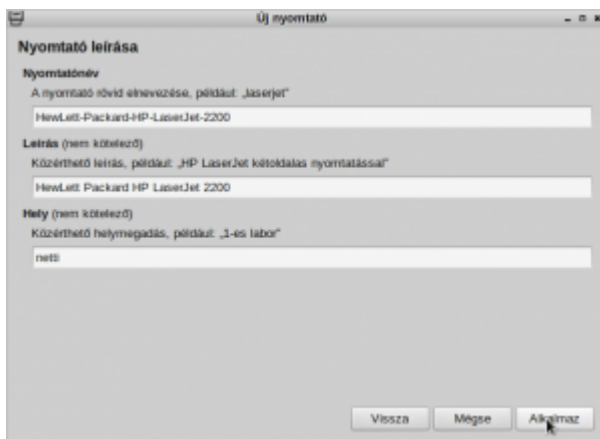 Új nyomtató
Nyomtató leírása
Nyomtatónév
A nyomtató rövid elnevezése, például: „laserjet"
HewLett-Packard-HP-LaserJet-2200
Leírás (nem kötelező)
Közérthető leírás, például: „HP LaserJet kétoldalas nyomtatással"
HewLett Packard HP LaserJet 2200
Hely (nem kötelező)
Közérthető helymegadás, például: „1-es labor"
netti
Vissza Mégse Alkalmaz